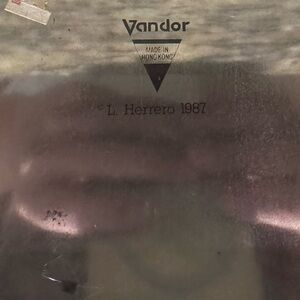 Vandor
MADE IN
HONG KONG
© L. Herrero 1987